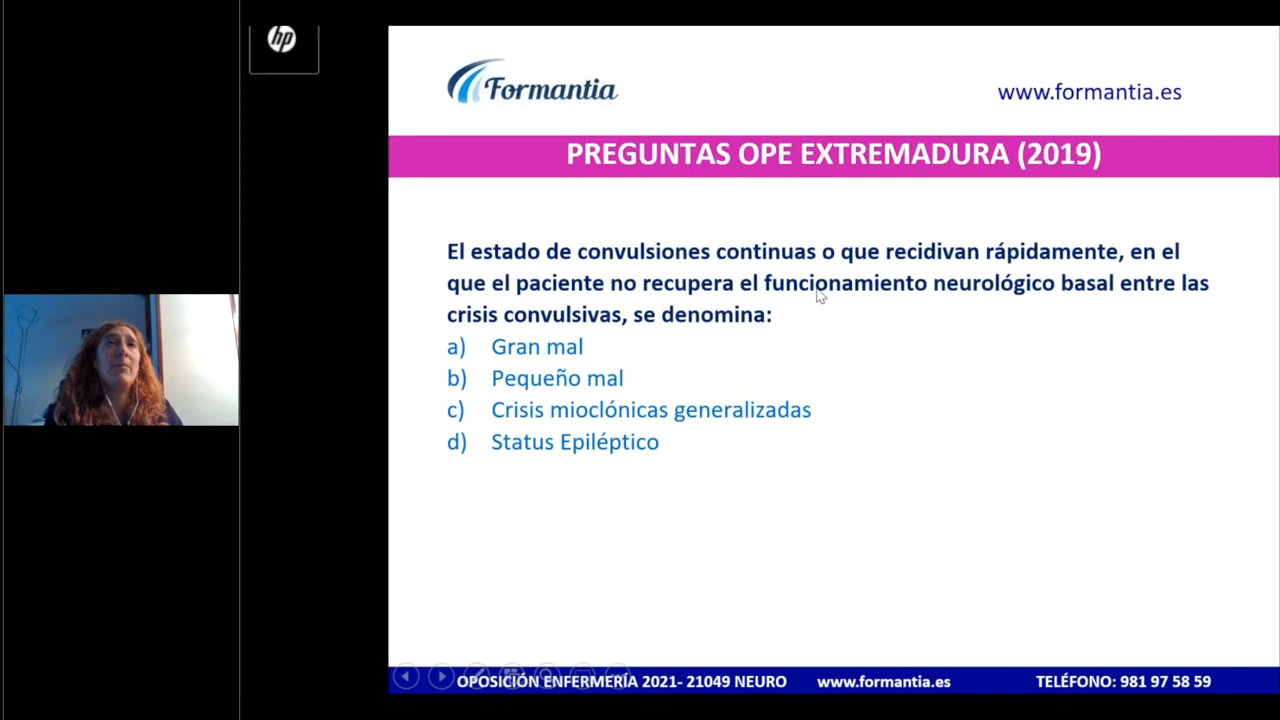 hp
Formantia
www.formantia.es
PREGUNTAS OPE EXTREMADURA (2019)
El estado de convulsiones continuas o que recidivan rápidamente, en el
que el paciente no recupera el funcionamiento neurológico basal entre las
crisis convulsivas, se denomina:
a) Gran mal
b) Pequeño mal
c) Crisis mioclónicas generalizadas
d) Status Epiléptico
OPOSICIÓN ENFERMERÍA 2021- 21049 NEURO www.formantia.es TELÉFONO: 981 97 58 59